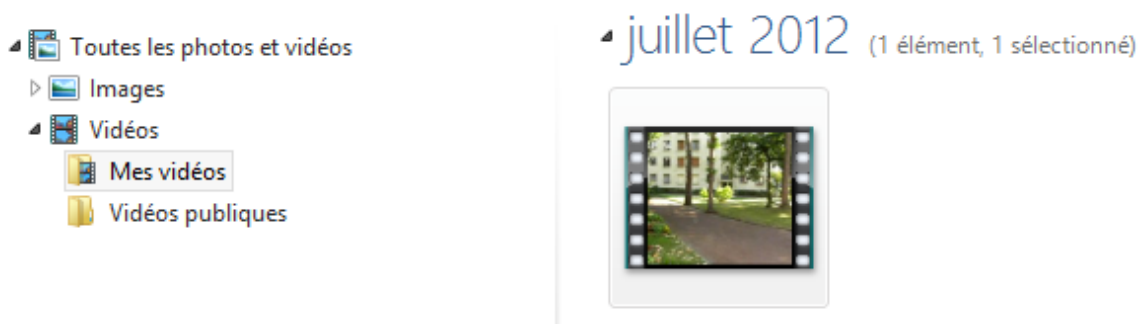 Toutes les photos et vidéos
Images
Vidéos
Mes vidéos
Vidéos publiques
juillet 2012 (1 élément, 1 sélectionné)